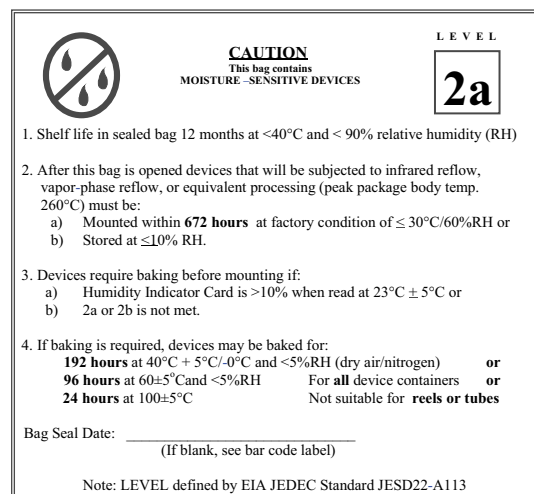 L E V E L
CAUTION
This bag contains
MOISTURE –SENSITIVE DEVICES
2a
1. Shelf life in sealed bag 12 months at <40°C and < 90% relative humidity (RH)
2. After this bag is opened devices that will be subjected to infrared reflow,
vapor-phase reflow, or equivalent processing (peak package body temp.
260°C) must be:
a) Mounted within 672 hours at factory condition of ≤ 30°C/60%RH or
b) Stored at ≤10% RH.
3. Devices require baking before mounting if:
a) Humidity Indicator Card is >10% when read at 23°C ± 5°C or
b) 2a or 2b is not met.
4. If baking is required, devices may be baked for:
192 hours at 40°C + 5°C/-0°C and <5%RH (dry air/nitrogen) or
96 hours at 60±5°Cand <5%RH For all device containers or
24 hours at 100±5°C Not suitable for reels or tubes
Bag Seal Date: ______________________________
(If blank, see bar code label)
Note: LEVEL defined by EIA JEDEC Standard JESD22-A113